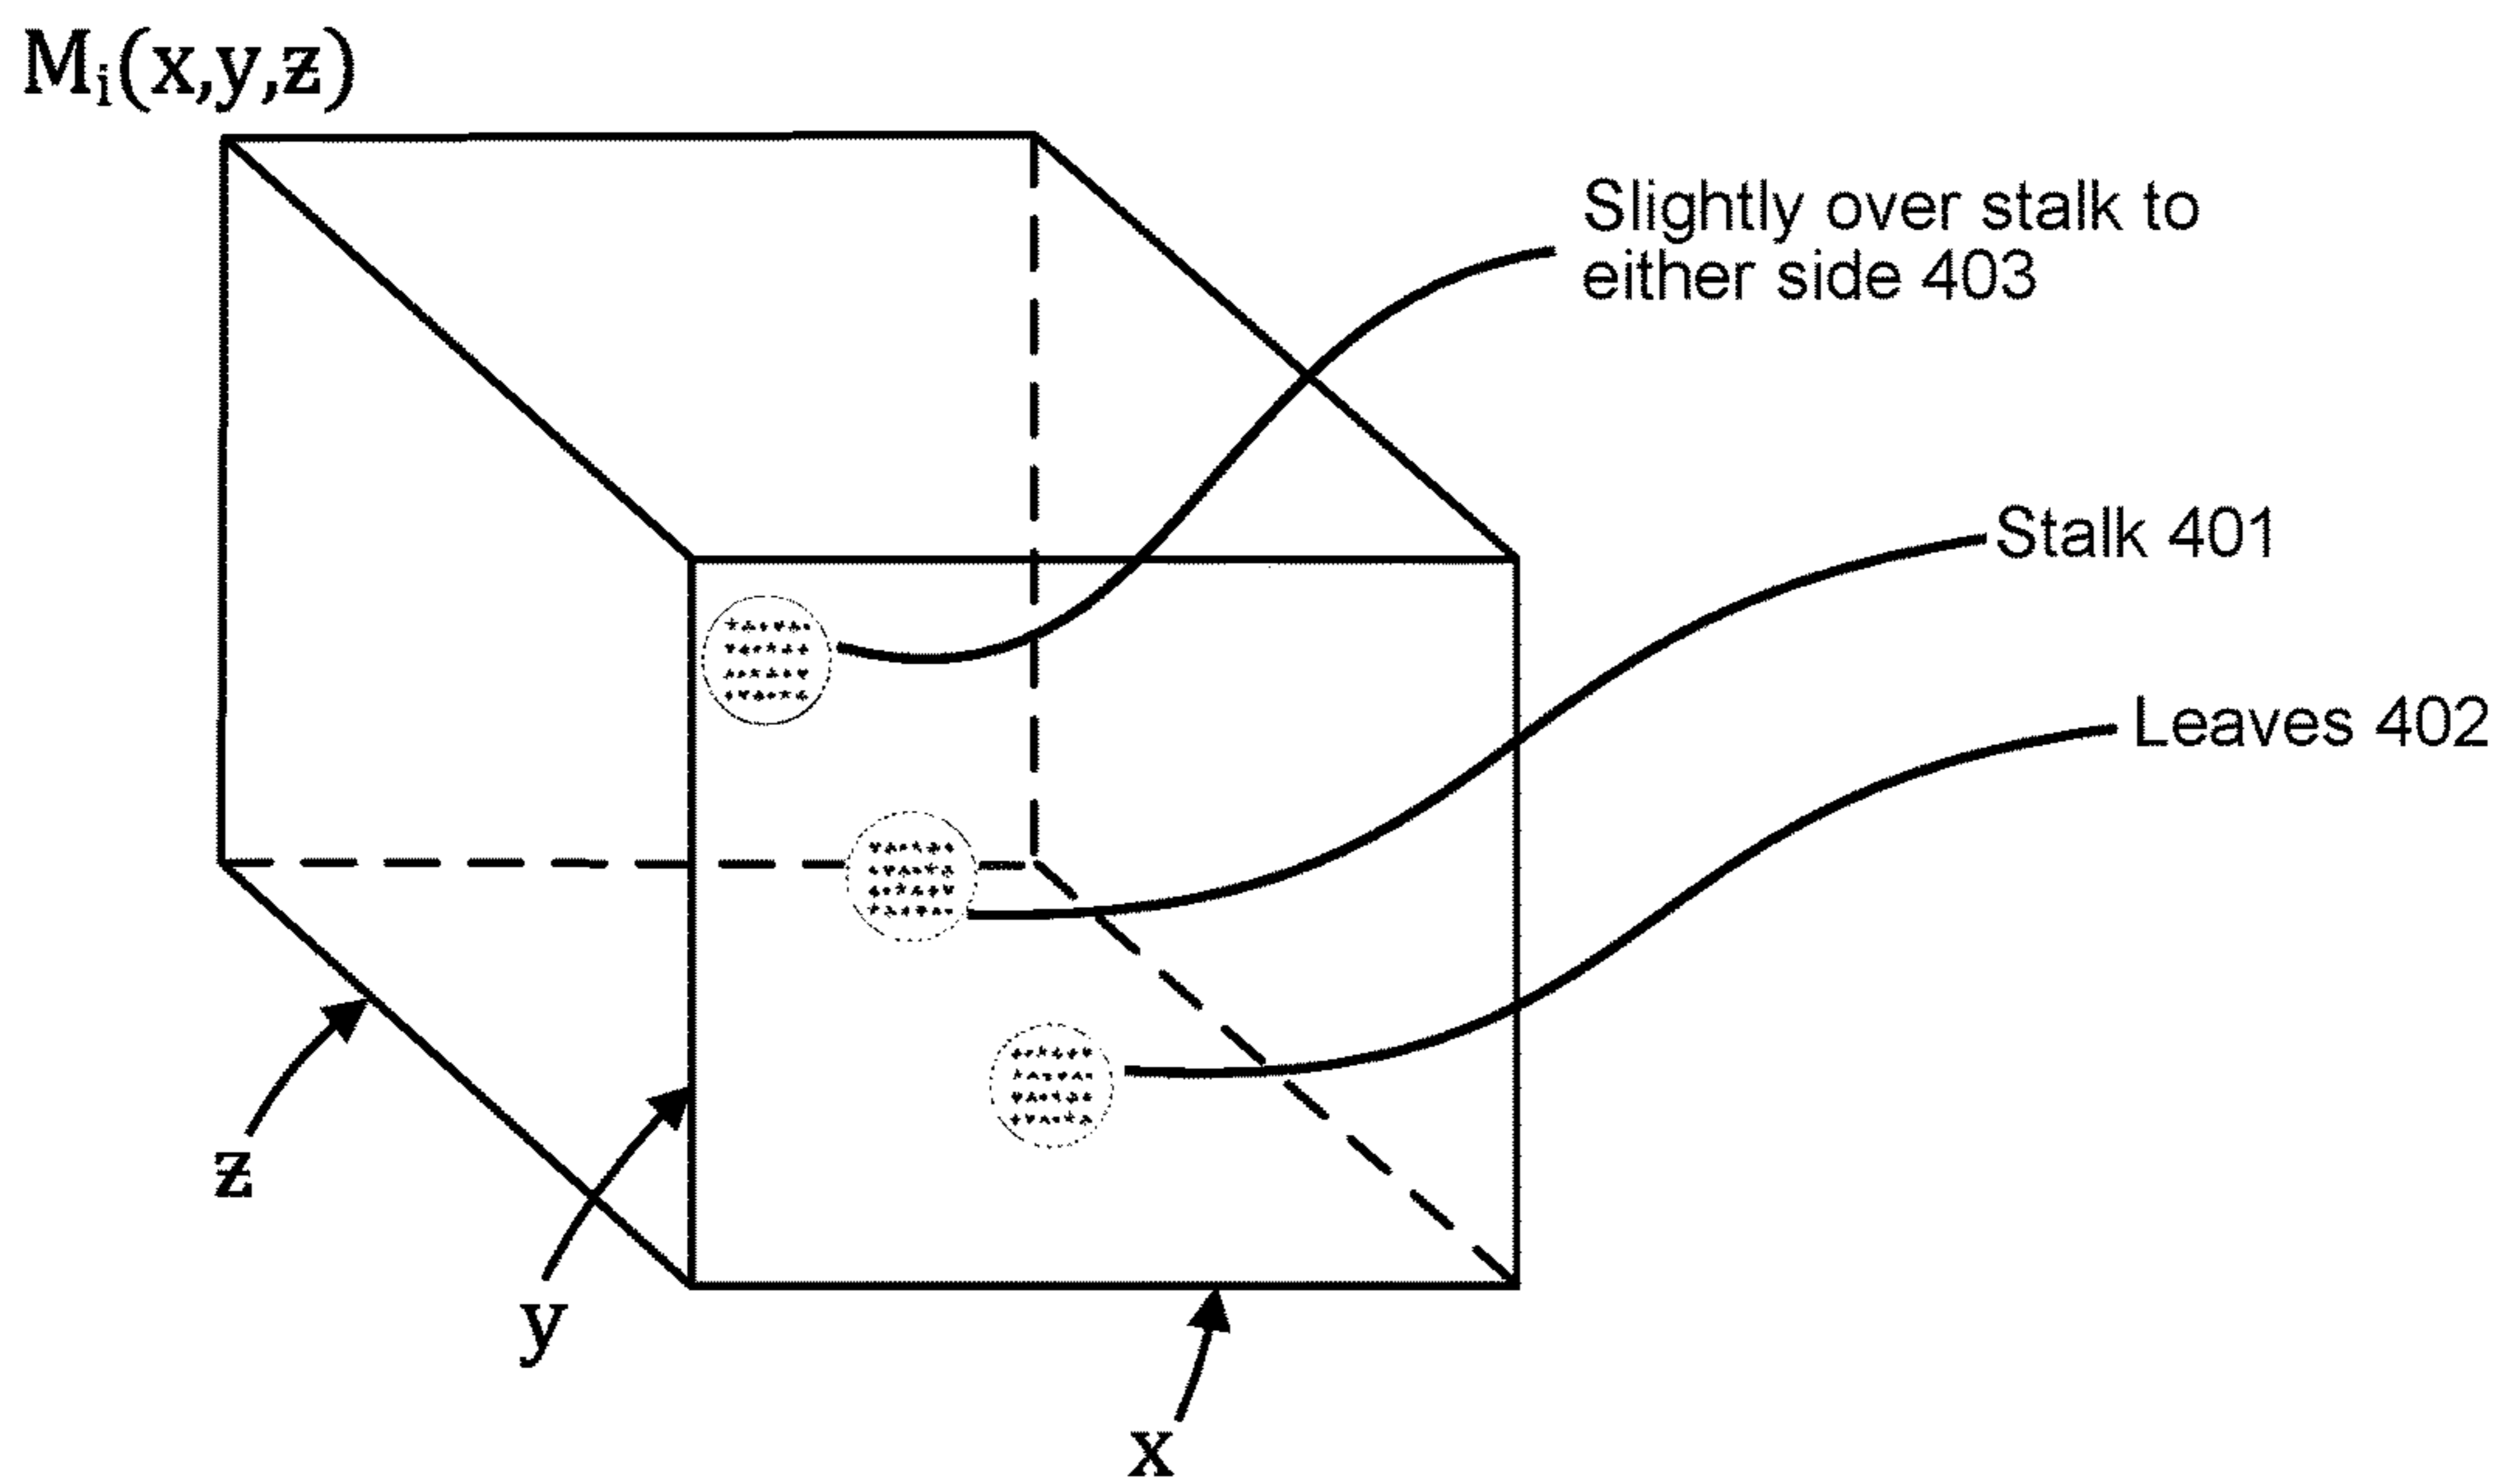 Mi(x,y,z)
Slightly over stalk to
either side 403
Stalk 401
Leaves 402
z
y
x